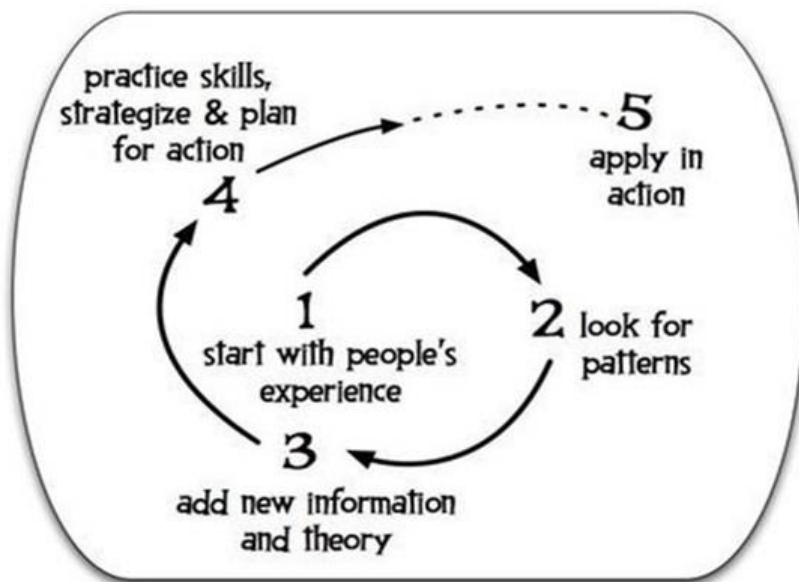 1
start with people's
experience
2 look for
patterns
3
add new information
and theory
practice skills,
strategize & plan
for action
4
5
apply in
action